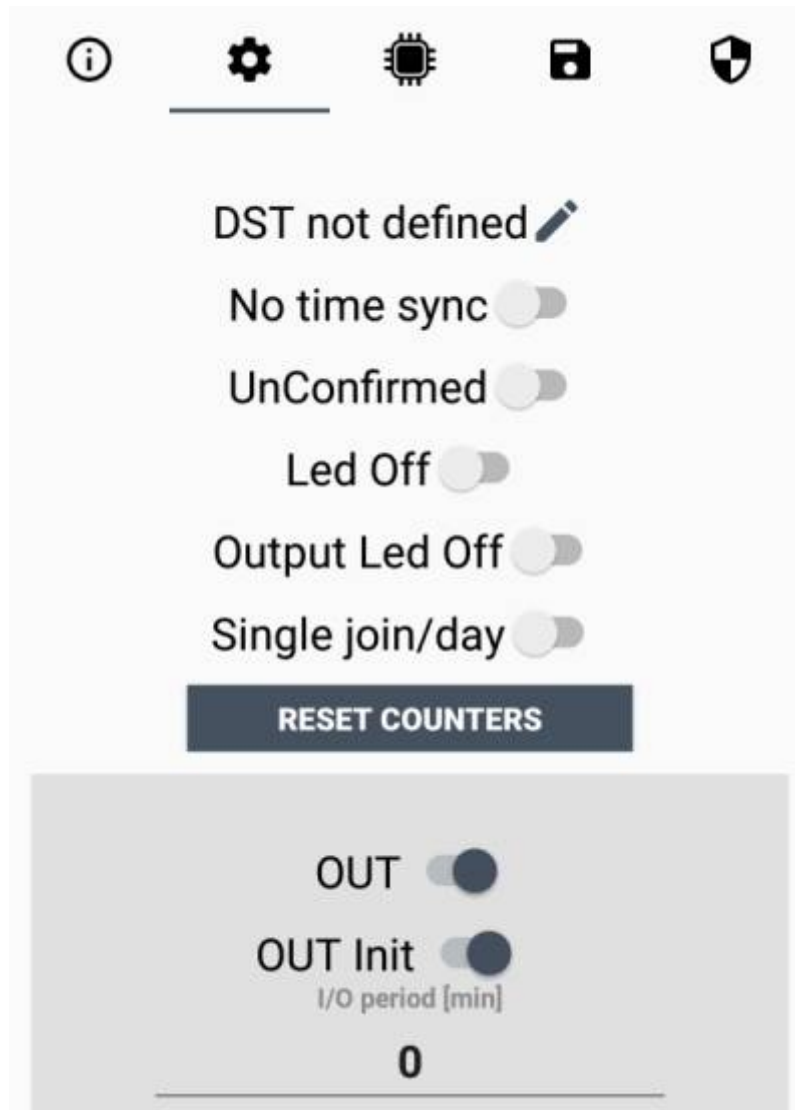 DST not defined
No time sync
UnConfirmed
Led Off
Output Led Off
Single join/day
RESET COUNTERS
OUT
OUT Init
I/O period [min]
0